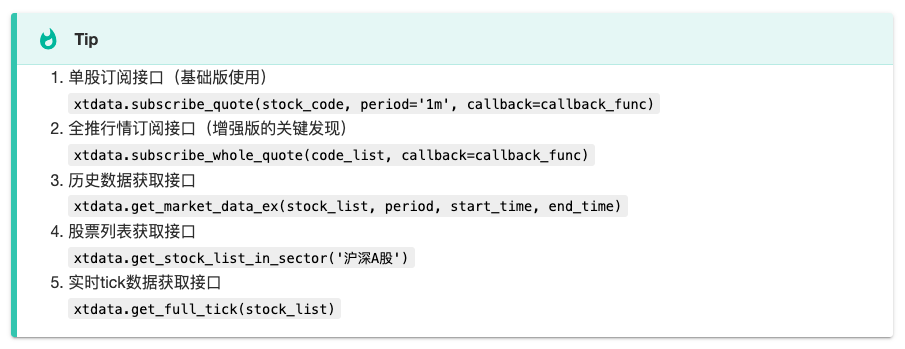 Tip
1. 单股订阅接口（基础版使用）
xtdata.subscribe_quote(stock_code, period='1m', callback=callback_func)
2. 全推行情订阅接口（增强版的关键发现）
xtdata.subscribe_whole_quote(code_list, callback=callback_func)
3. 历史数据获取接口
xtdata.get_market_data_ex(stock_list, period, start_time, end_time)
4. 股票列表获取接口
xtdata.get_stock_list_in_sector('沪深A股')
5. 实时tick数据获取接口
xtdata.get_full_tick(stock_list)